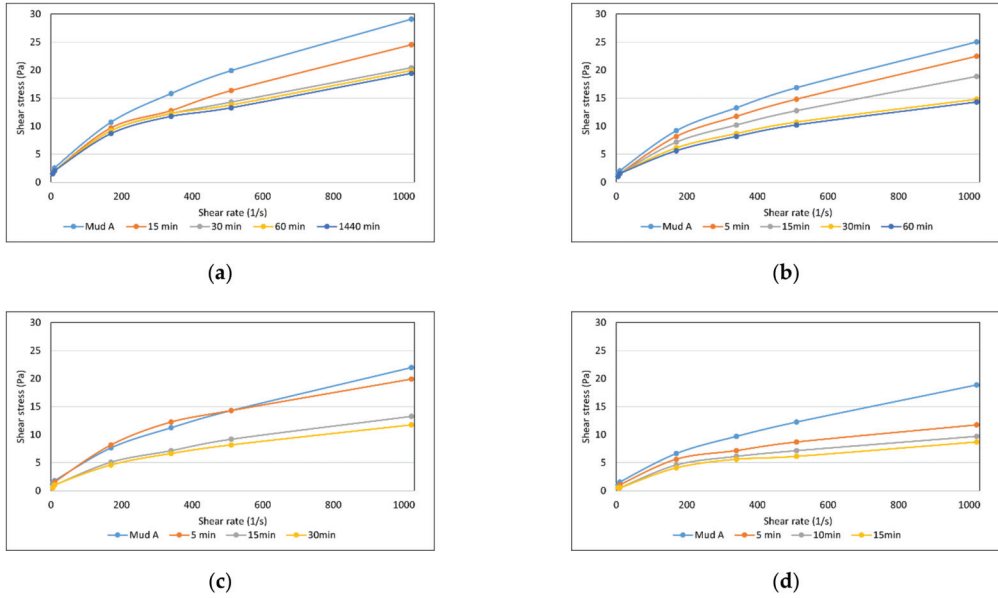 30
25
20
15
10
5
0
Shear stress (Pa)
0 200 400 600 800 1000
Shear rate (1/s)
Mud A 15 min 30 min 60 min 1440 min
(a)
30
25
20
15
10
5
0
Shear stress (Pa)
0 200 400 600 800 1000
Shear rate (1/s)
Mud A 5 min 15min 30min 60 min
(b)
30
25
20
15
10
5
0
Shear stress (Pa)
0 200 400 600 800 1000
Shear rate (1/s)
Mud A 5 min 15min 30min
(c)
30
25
20
15
10
5
0
Shear stress (Pa)
0 200 400 600 800 1000
Shear rate (1/s)
Mud A 5 min 10min 15min
(d)